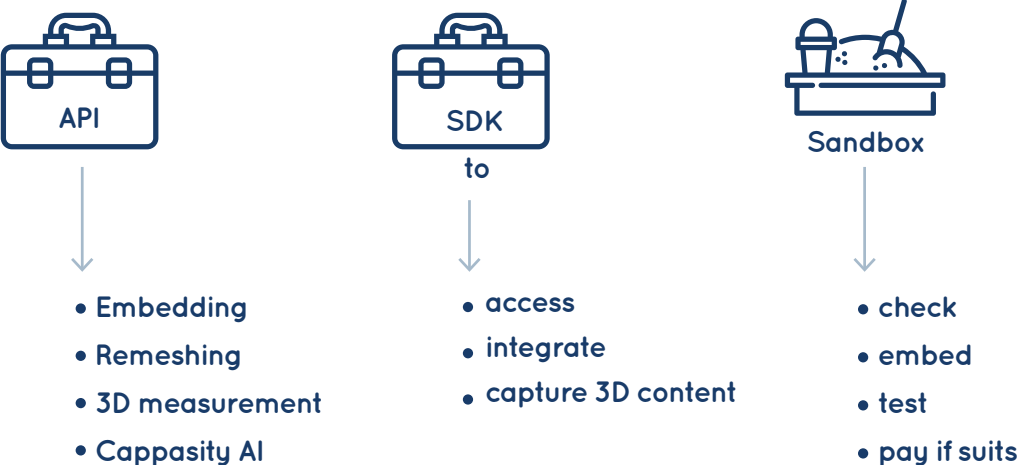 API
Embedding
Remeshing
3D measurement
Cappasity AI
SDK
to
access
integrate
capture 3D content
Sandbox
check
embed
test
pay if suits